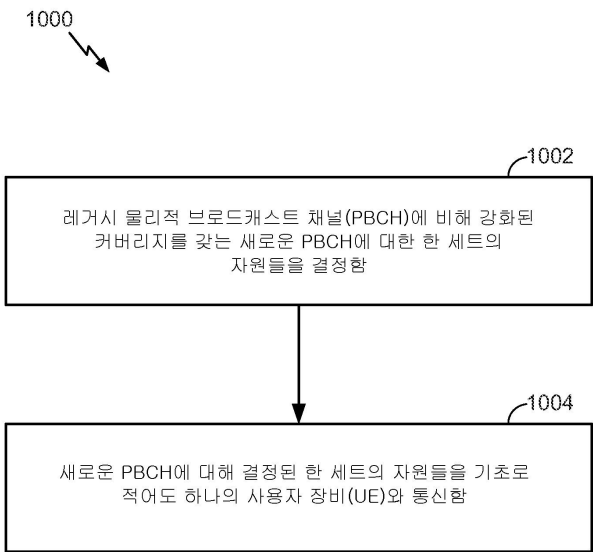 1000
1002
레거시 물리적 브로드캐스트 채널(PBCH)에 비해 강화된
커버리지를 갖는 새로운 PBCH에 대한 한 세트의
자원들을 결정함
1004
새로운 PBCH에 대해 결정된 한 세트의 자원들을 기초로
적어도 하나의 사용자 장비(UE)와 통신함